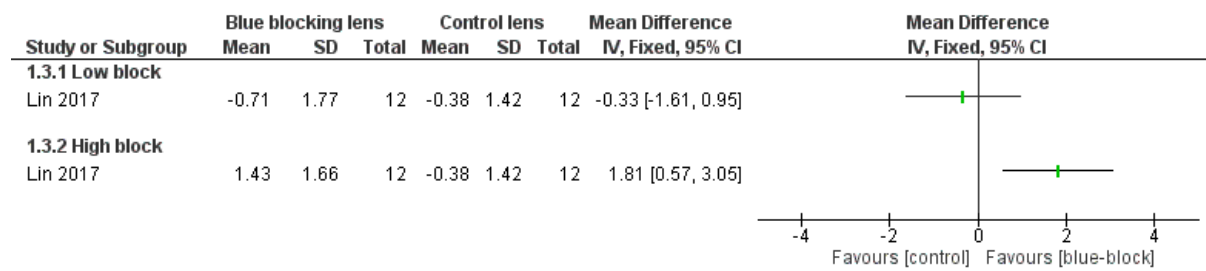 Blue blocking lens Control lens Mean Difference Mean Difference
Study or Subgroup Mean SD Total Mean SD Total IV, Fixed, 95% CI IV, Fixed, 95% CI
1.3.1 Low block
Lin 2017 -0.71 1.77 12 -0.38 1.42 12 -0.33 [-1.61, 0.95]
1.3.2 High block
Lin 2017 1.43 1.66 12 -0.38 1.42 12 1.81 [0.57, 3.05]
-4 -2 0 2 4
Favours [control] Favours [blue-block]